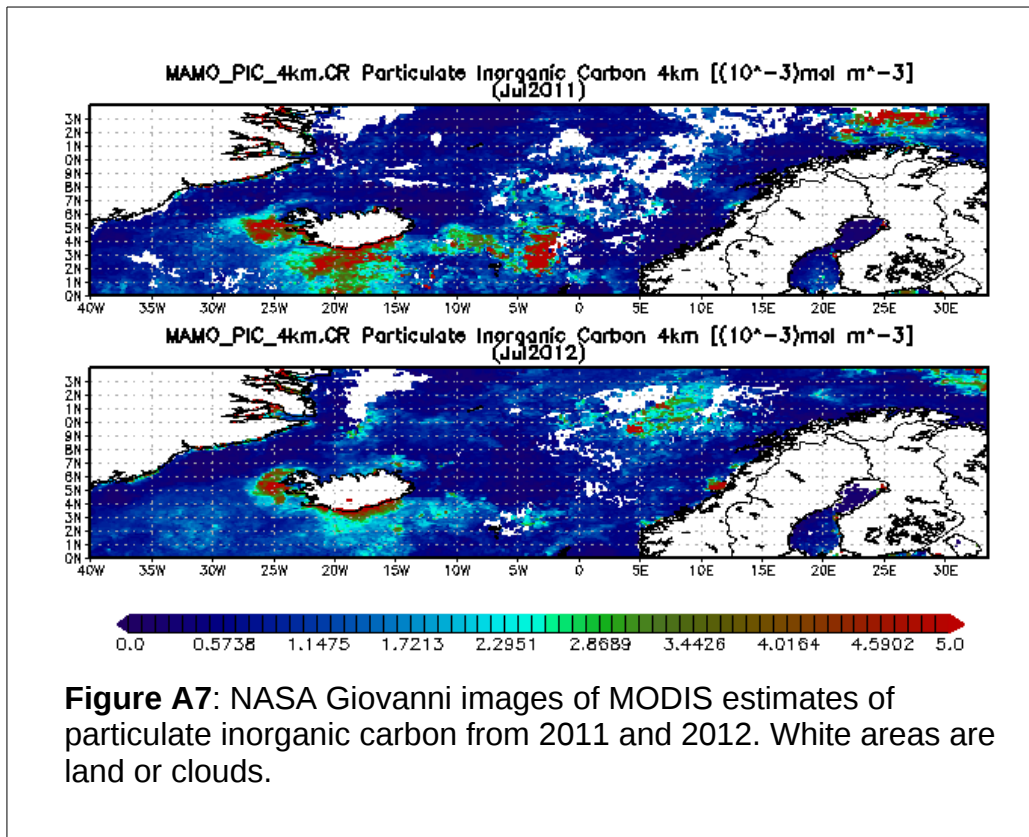 MAMO_PIC_4km.CR Particulate Inorganic Carbon 4km [(10^-3)mol m^-3]
(Jul2011)
3N
2N
1N
0N
9N
8N
7N
6N
5N
4N
3N
2N
1N
0N
40W 35W 30W 25W 20W 15W 10W 5W 0 5E 10E 15E 20E 25E 30E
MAMO_PIC_4km.CR Particulate Inorganic Carbon 4km [(10^-3)mol m^-3]
(Jul2012)
3N
2N
1N
0N
9N
8N
7N
6N
5N
4N
3N
2N
1N
0N
40W 35W 30W 25W 20W 15W 10W 5W 0 5E 10E 15E 20E 25E 30E
0.0 0.5738 1.1475 1.7213 2.2951 2.8689 3.4426 4.0164 4.5902 5.0
Figure A7: NASA Giovanni images of MODIS estimates of
particulate inorganic carbon from 2011 and 2012. White areas are
land or clouds.